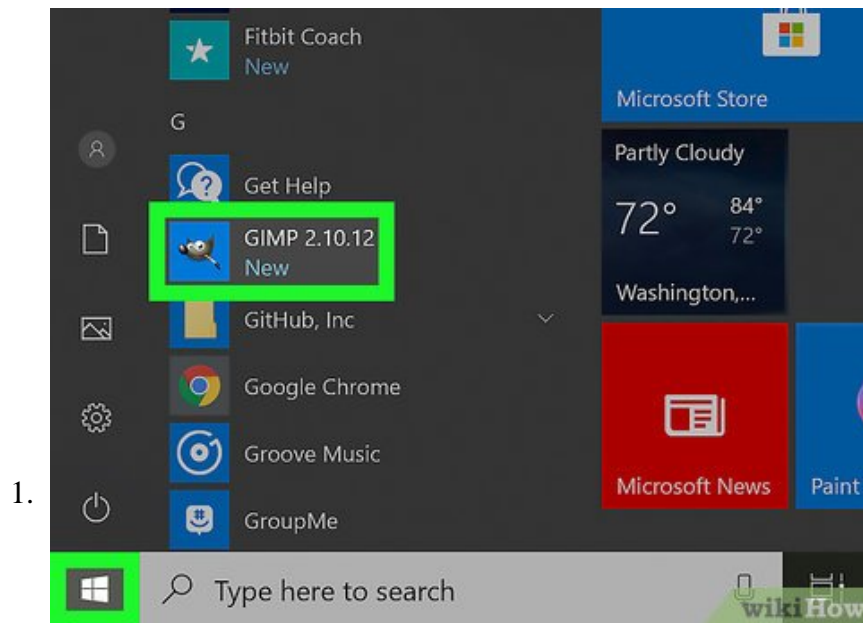 Fitbit Coach
New
Microsoft Store
G
Get Help
GIMP 2.10.12
New
GitHub, Inc
Google Chrome
Groove Music
GroupMe
Partly Cloudy
72° 84°
72°
Washington,...
Microsoft News
Paint
1.
Type here to search
wikiHow